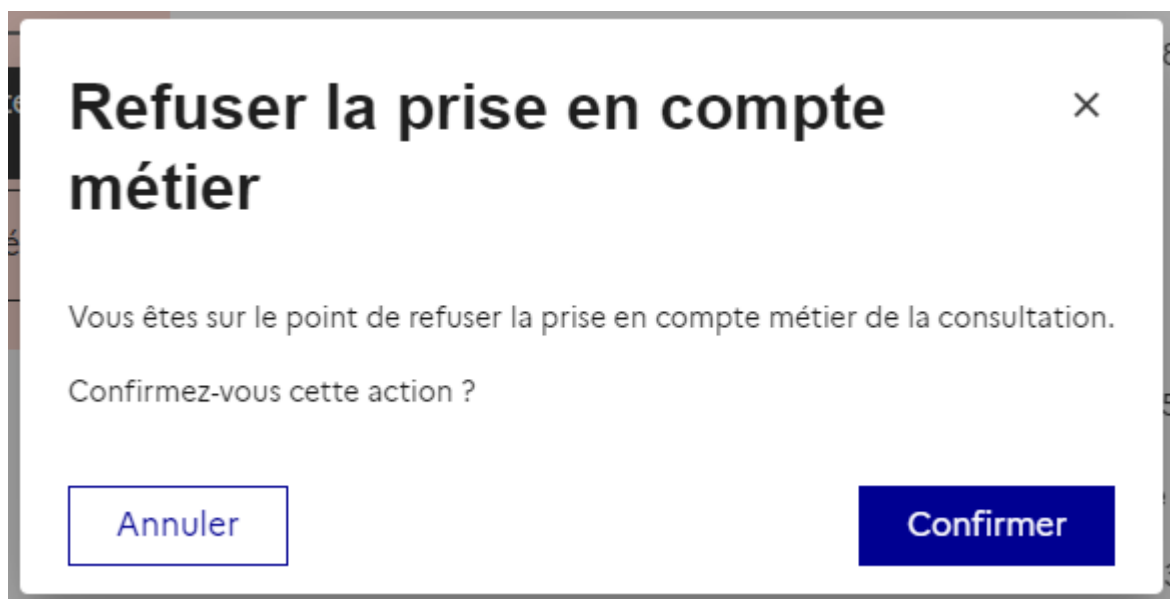 Refuser la prise en compte
métier
Vous êtes sur le point de refuser la prise en compte métier de la consultation.
Confirmez-vous cette action ?
Annuler
Confirmer